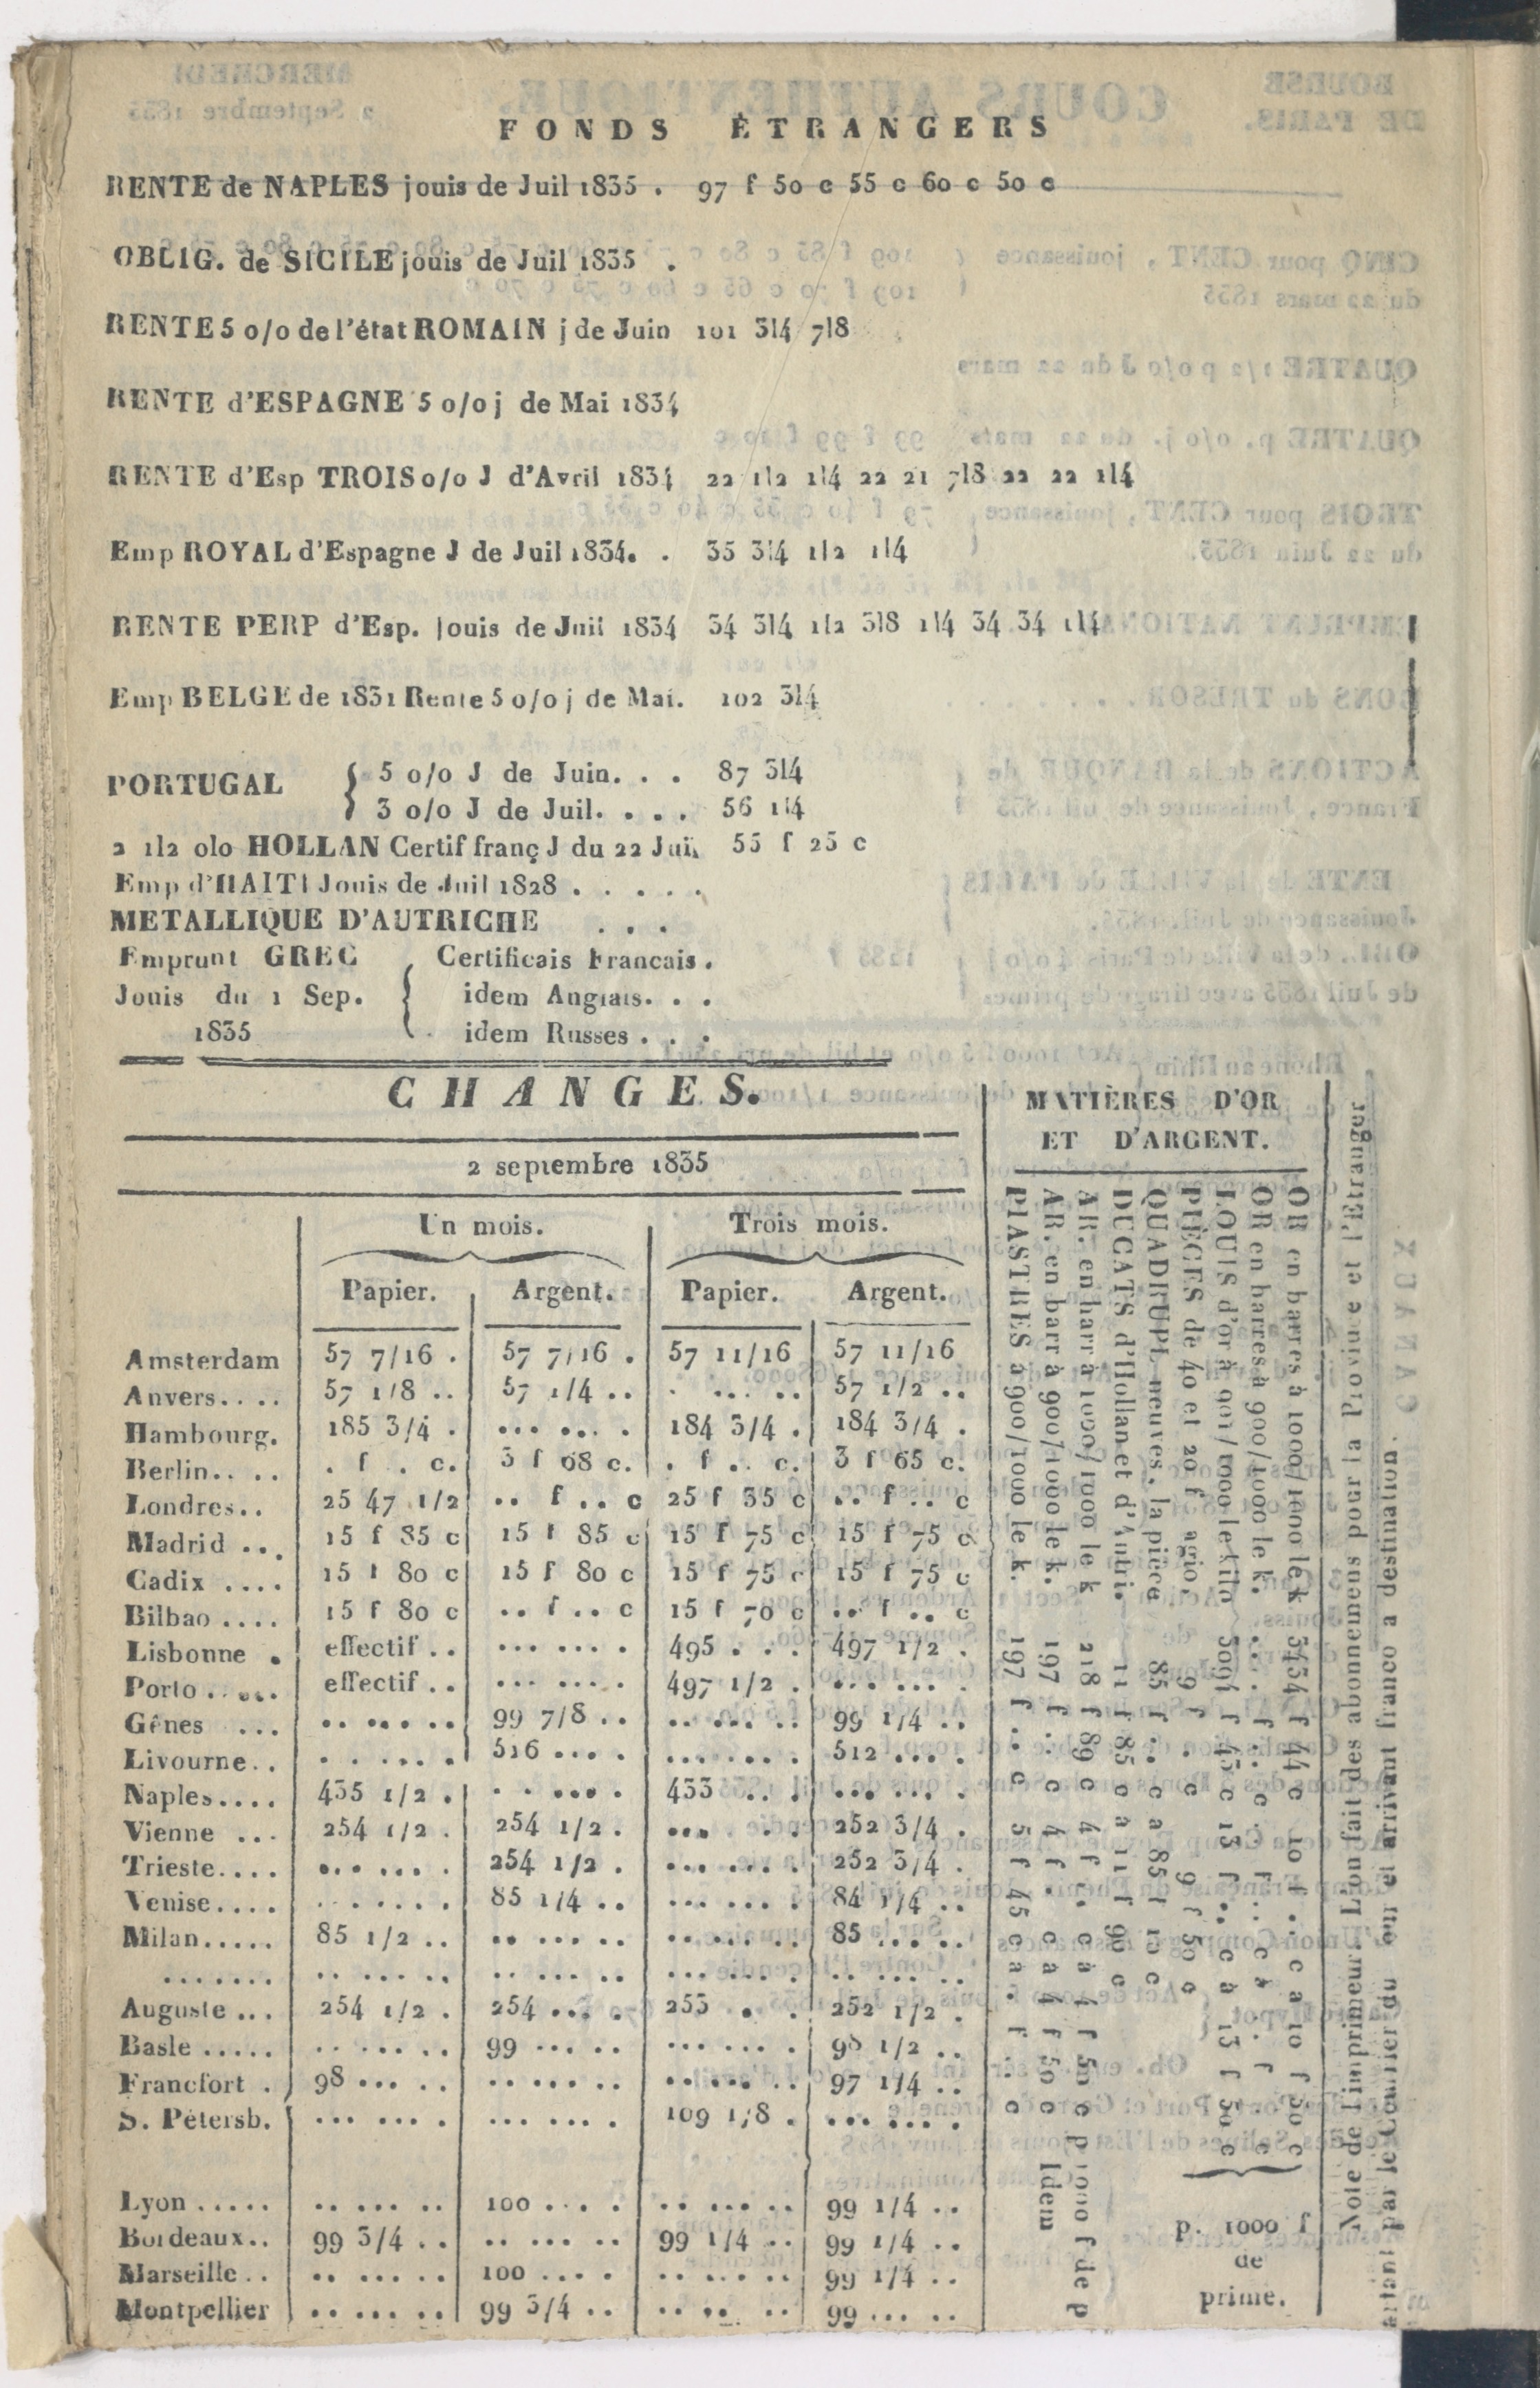 FONDS ÉTRANGERS
RENTE de NAPLES jouis de Juil 1835 . 97 f 50 c 55 c 60 c 50 c
OBLIG. de SICILE jouis de Juil 1835 .
RENTE 5 o/o de l'état ROMAIN j de Juin 101 3|4 7|8
RENTE d'ESPAGNE 5 o/o j de Mai 1834
RENTE d'Esp TROIS o/o J d'Avril 1834 22 1|2 1|4 22 21 7|8 22 22 1|4
Emp ROYAL d'Espagne J de Juil 1834. . 35 3|4 1|2 1|4
RENTE PERP d'Esp. jouis de Juil 1834 34 3|4 1|2 3|8 1|4 34 34 1|4
Emp BELGE de 1831 Rente 5 o/o j de Mai. 102 3|4
PORTUGAL { 5 o/o J de Juin. . . 87 3|4
3 o/o J de Juil. . . . 56 1|4
2 1|2 o|o HOLLAN Certif franç J du 22 Juil 55 f 25 c
Emp d'HAITI Jouis de Juil 1828 . . . . .
METALLIQUE D'AUTRICHE . . .
Emprunt GREC { Certificais Francais .
Jouis du 1 Sep. idem Anglais. . .
1835 idem Russes . . .
CHANGES.
2 septembre 1835
Un mois. Trois mois.
Papier. Argent. Papier. Argent.
Amsterdam 57 7/16 . 57 7/16 . 57 11/16 57 11/16
Anvers.... 57 1/8 .. 57 1/4 .. . ... .. 57 1/2 ..
Hambourg. 185 3/4 . ... ... . 184 3/4 . 184 3/4 .
Berlin.. .. . f . c. 3 f 68 c. . f .. c. 3 f 65 c.
Londres.. 25 47 1/2 .. f .. c 25 f 35 c .. f .. c
Madrid ... 15 f 85 c 15 f 85 c 15 f 75 c 15 f 75 c
Cadix .... 15 f 80 c 15 f 80 c 15 f 75 c 15 f 75 c
Bilbao .... 15 f 80 c .. f .. c 15 f 70 c .. f .. c
Lisbonne . effectif .. ... ... . 495 . . . 497 1/2 .
Porto ..... effectif .. ... ... . 497 1/2 . ... ... .
Gênes ... .. ... .. 99 7/8 .. .. ... .. 99 1/4 ..
Livourne.. . . ... . 516 ... . ... ... . 512 ... .
Naples.... 435 1/2 . . . ... . 433 .. . ... ... .
Vienne ... 254 1/2 . 254 1/2 . ... . . 252 3/4 .
Trieste.... ... ... . 254 1/2 . ... ... . 252 3/4 .
Venise.... . . ... . 85 1/4 .. ... ... . 84 1/4 ..
Milan..... 85 1/2 .. .. ... .. .. ... .. 85 ... ..
....... .. ... .. .. ... .. ... ... . .. ... ..
Auguste ... 254 1/2 . 254 ... . 253 . . 252 1/2 .
Basle ..... .. ... .. 99 ... .. ... ... . 98 1/2 ..
Francfort . 98 ... .. .. ... .. .. ... .. 97 1/4 ..
S. Pétersb. ... ... . ... ... . 109 1/8 . ... ... .
Lyon ..... .. ... .. 100 ... . .. ... .. 99 1/4 ..
Bordeaux.. 99 3/4 .. .. ... .. 99 1/4 .. 99 1/4 ..
Marseille .. .. ... .. 100 ... . .. ... .. 99 1/4 ..
Montpellier .. ... .. 99 3/4 .. .. .. .. 99 ... ..
MATIÈRES D'OR
ET D'ARGENT.
OR en barres à 1000/1000 le k 3434 f 44 c 10 f . . c a 10 f 50 c
OR en barres à 900/1000 le k. . . f . . c . f . . c à . . f . . c
LOUIS d'or à 901/1000 le kilo 3094 f 43 c 13 f .. c à 13 f 50 c
PIÈCES de 40 et 20 f agio. 9 f . c 9 f 50 c
QUADRUPL neuves, la pièce 85 f .. c a 85 f 10 c
DUCATS d'Hollan et d'Autri. 11 f 85 c a 11 f 90 c
AR. en barr à 1000/1000 le k 218 f 89 c 4 f . . c à 4 f 50 c p 1000 f de p
AR. en barr à 900/1000 le k. 197 f . . c 4 f . . c a 4 f 50 c Idem
PIASTRES à 900/1000 le k. 197 f . . c 5 f 45 c a . f . . c
p. 1000 f
de
prime.
Note de l'imprimeur. Lion fait des abonnemens pour la Province et l'Etranger
partant par le Courrier du jour et arrivant franco a destination.